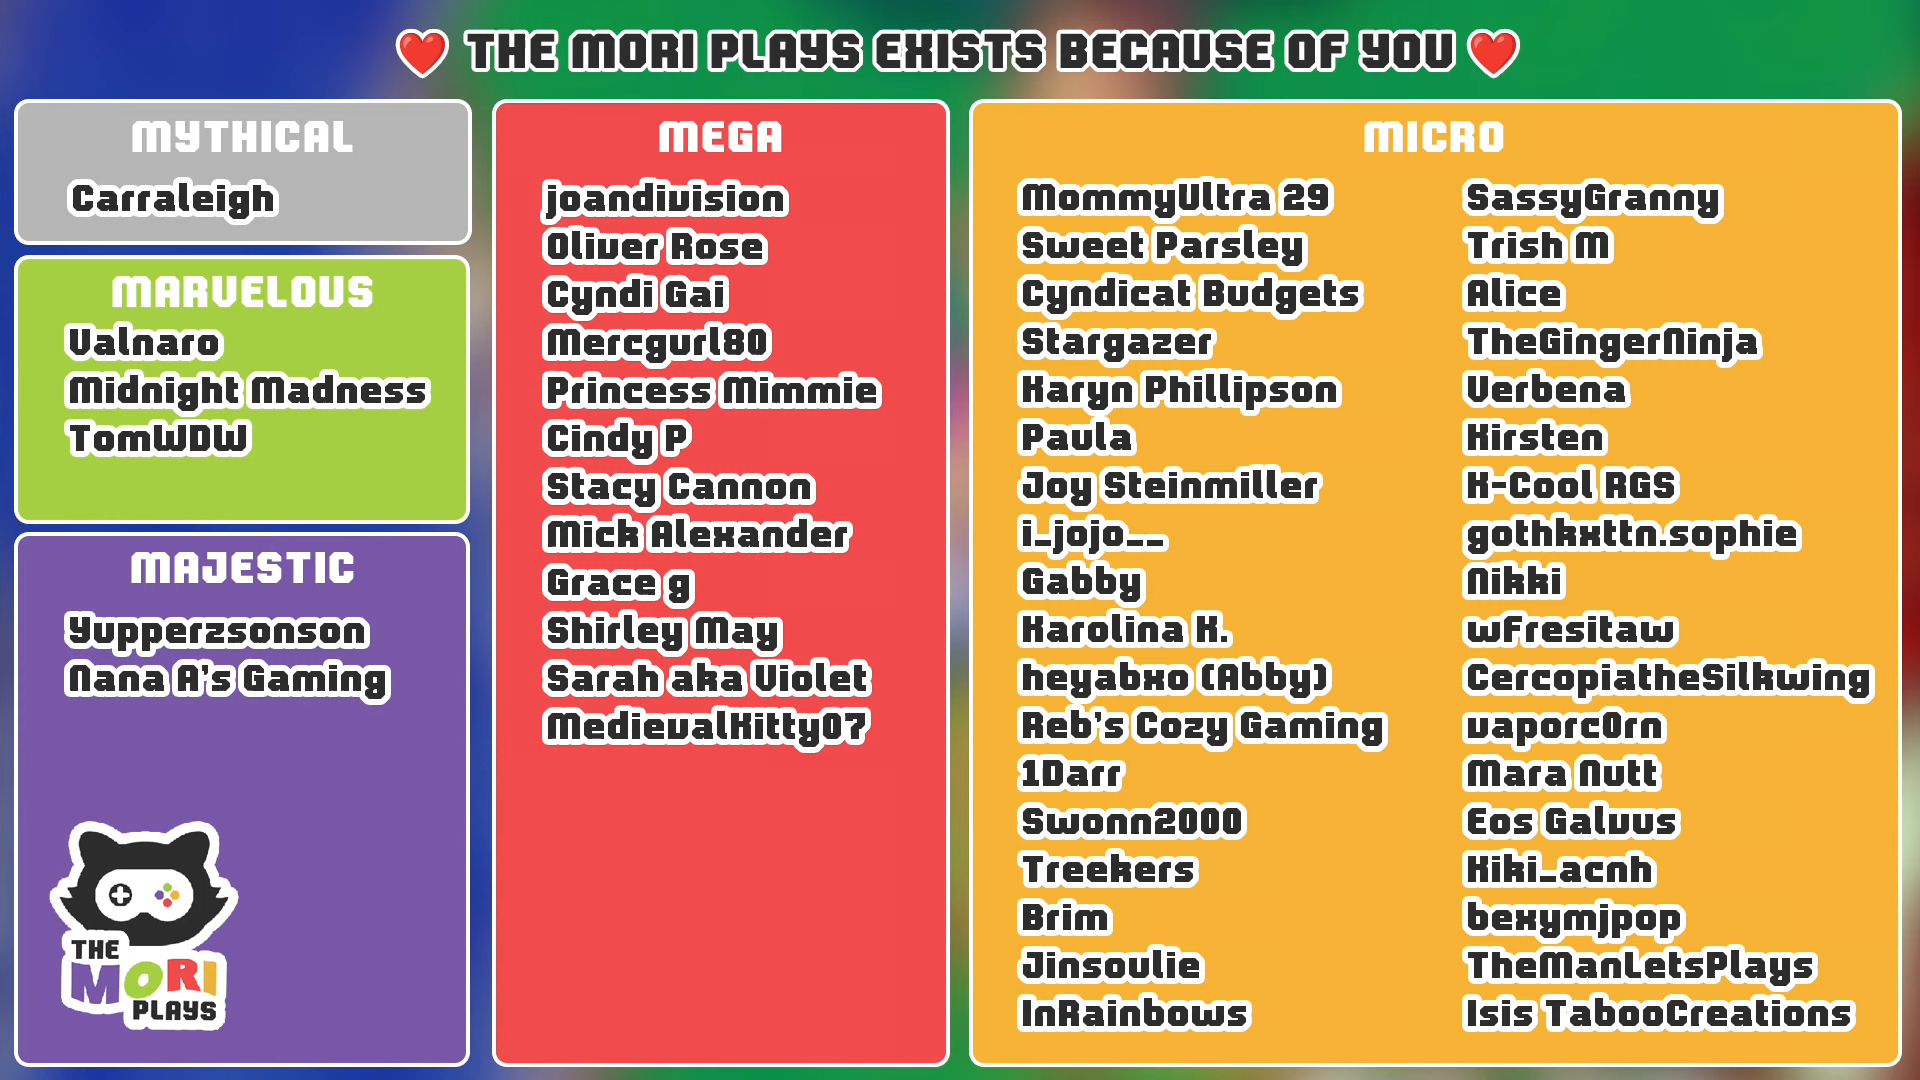 ❤️ THE MORI PLAYS EXISTS BECAUSE OF YOU ❤️
MYTHICAL
Carraleigh
MARVELOUS
Valnaro
Midnight Madness
TomWDW
MAJESTIC
Yupperzsonson
Nana A's Gaming
THE
MORI
PLAYS
MEGA
joandivision
Oliver Rose
Cyndi Gai
Mercgurl80
Princess Mimmie
Cindy P
Stacy Cannon
Mick Alexander
Grace g
Shirley May
Sarah aka Violet
MedievalKitty07
MICRO
MommyUltra 29
Sweet Parsley
Cyndicat Budgets
Stargazer
Karyn Phillipson
Paula
Joy Steinmiller
i_jojo__
Gabby
Karolina K.
heyabxo (Abby)
Reb's Cozy Gaming
1Darr
Swonn2000
Treekers
Brim
Jinsoulie
InRainbows
SassyGranny
Trish M
Alice
TheGingerNinja
Verbena
Kirsten
K-Cool RGS
gothkxttn.sophie
Nikki
wFresitaw
CercopiatheSilkwing
vaporc0rn
Mara Nutt
Eos Galvus
Kiki_acnh
bexymjpop
TheManLetsPlays
Isis TabooCreations